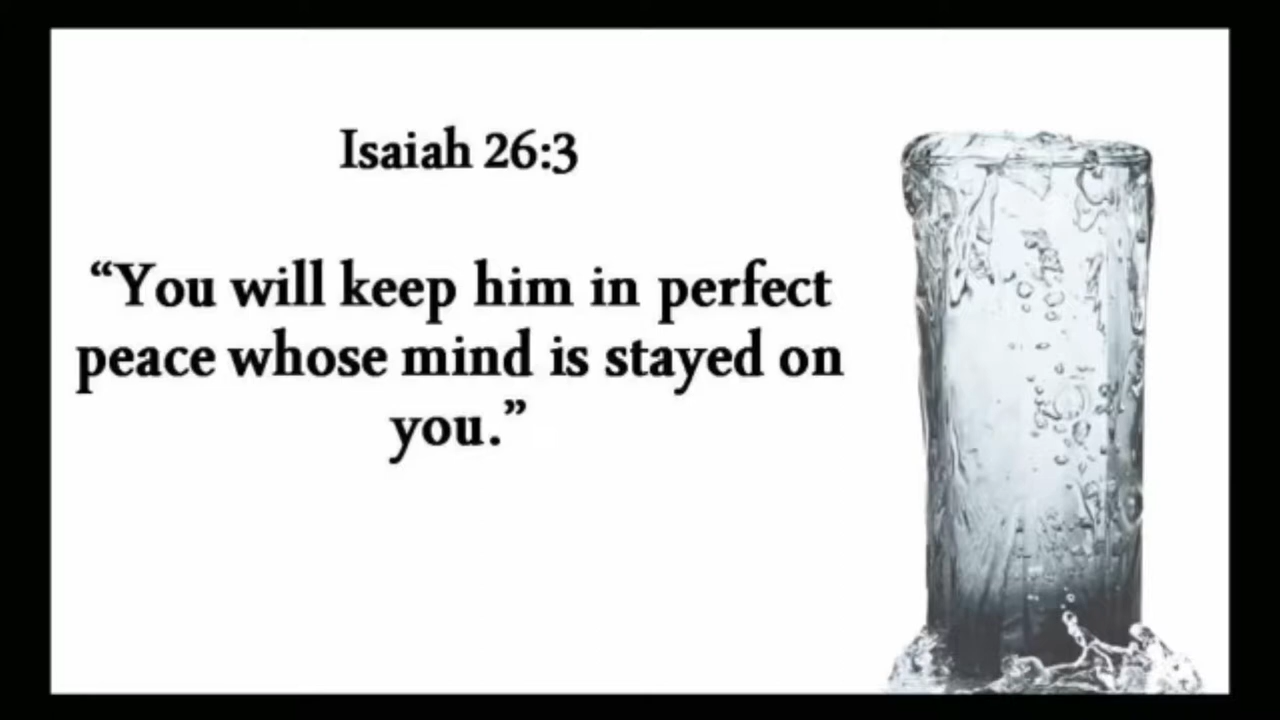 Isaiah 26:3
“You will keep him in perfect
peace whose mind is stayed on
you.”